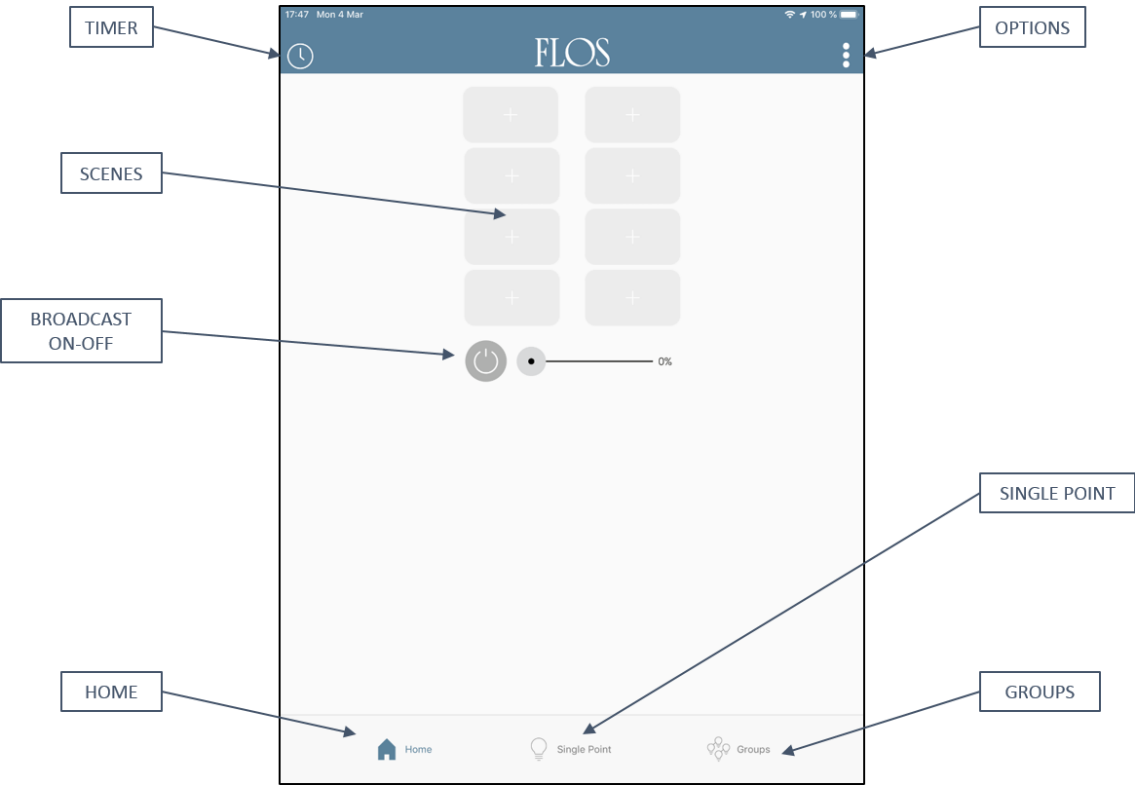 TIMER
17:47 Mon 4 Mar
100 %
OPTIONS
FLOS
+ +
SCENES
+ +
+ +
+ +
BROADCAST
ON-OFF
0%
SINGLE POINT
HOME
GROUPS
Home
Single Point
Groups